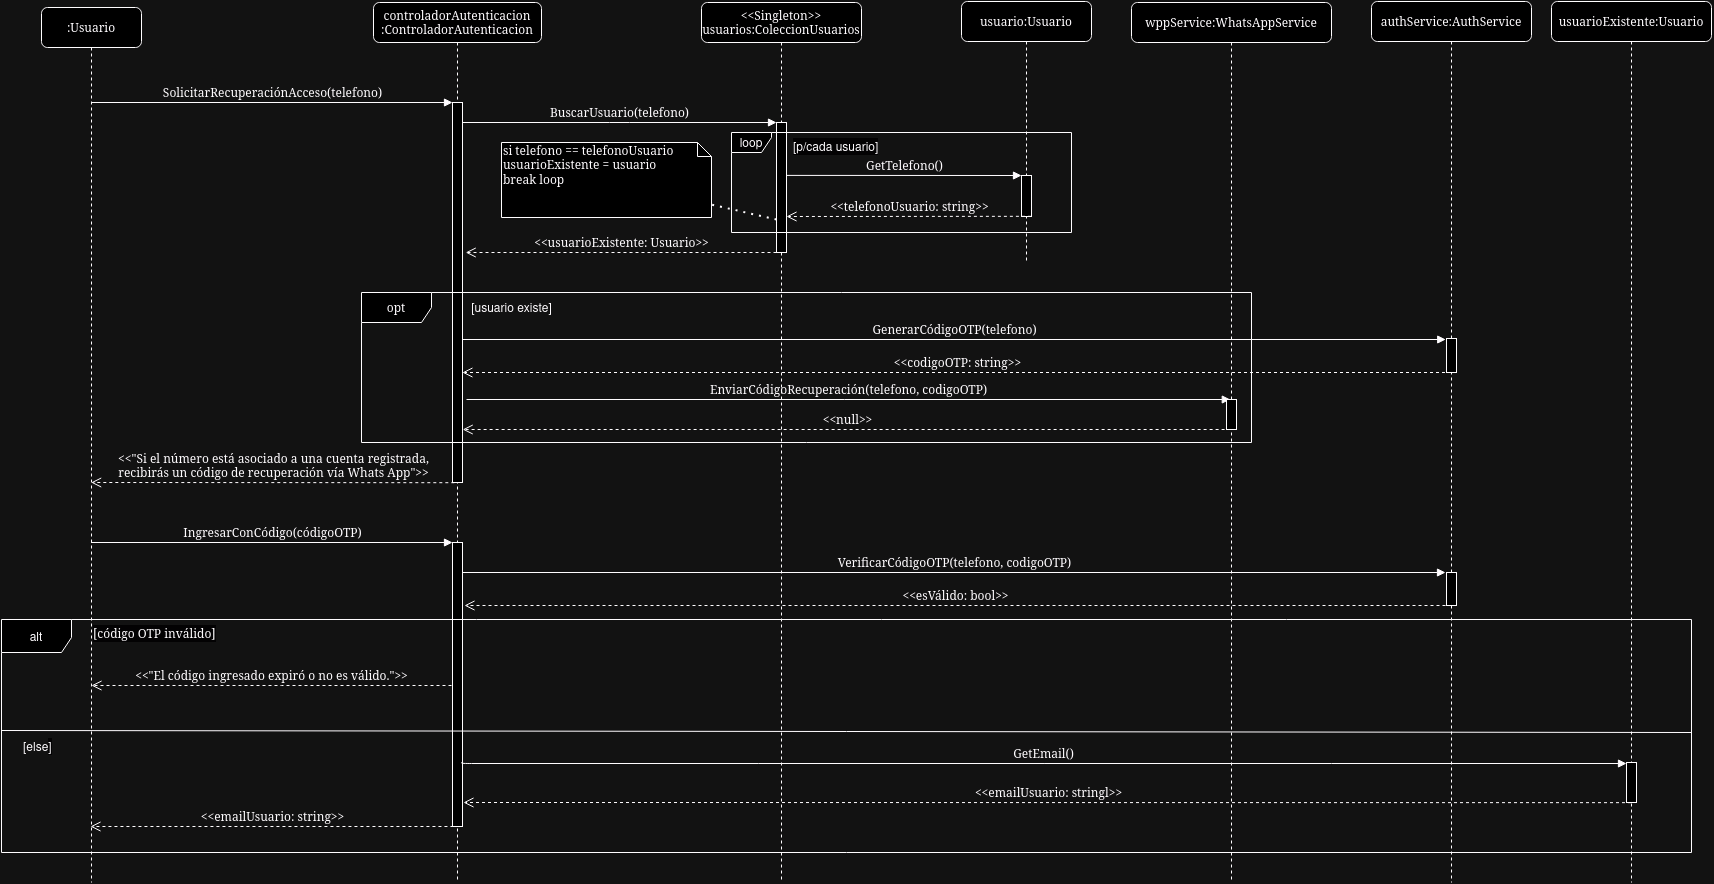 :Usuario
controladorAutenticacion
:ControladorAutenticacion
<<Singleton>>
usuarios:ColeccionUsuarios
usuario:Usuario
wppService:WhatsAppService
authService:AuthService
usuarioExistente:Usuario
SolicitarRecuperaciónAcceso(telefono)
BuscarUsuario(telefono)
loop
[p/cada usuario]
si telefono == telefonoUsuario
usuarioExistente = usuario
break loop
GetTelefono()
<<telefonoUsuario: string>>
<<usuarioExistente: Usuario>>
opt
[usuario existe]
GenerarCódigoOTP(telefono)
<<codigoOTP: string>>
EnviarCódigoRecuperación(telefono, codigoOTP)
<<null>>
<<"Si el número está asociado a una cuenta registrada,
recibirás un código de recuperación vía Whats App">>
IngresarConCódigo(códigoOTP)
VerificarCódigoOTP(telefono, codigoOTP)
<<esVálido: bool>>
alt
[código OTP inválido]
<<"El código ingresado expiró o no es válido.">>
[else]
GetEmail()
<<emailUsuario: stringl>>
<<emailUsuario: string>>